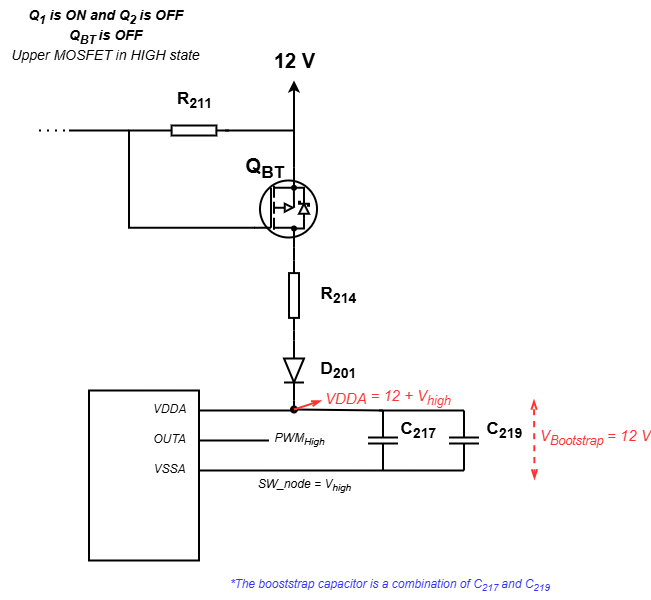 Q1 is ON and Q2 is OFF
QBT is OFF
Upper MOSFET in HIGH state
12 V
R211
QBT
R214
D201
VDDA = 12 + Vhigh
VDDA
OUTA
PWMHigh
VSSA
C217
C219
VBootstrap = 12 V
SW_node = Vhigh
*The booststrap capacitor is a combination of C217 and C219